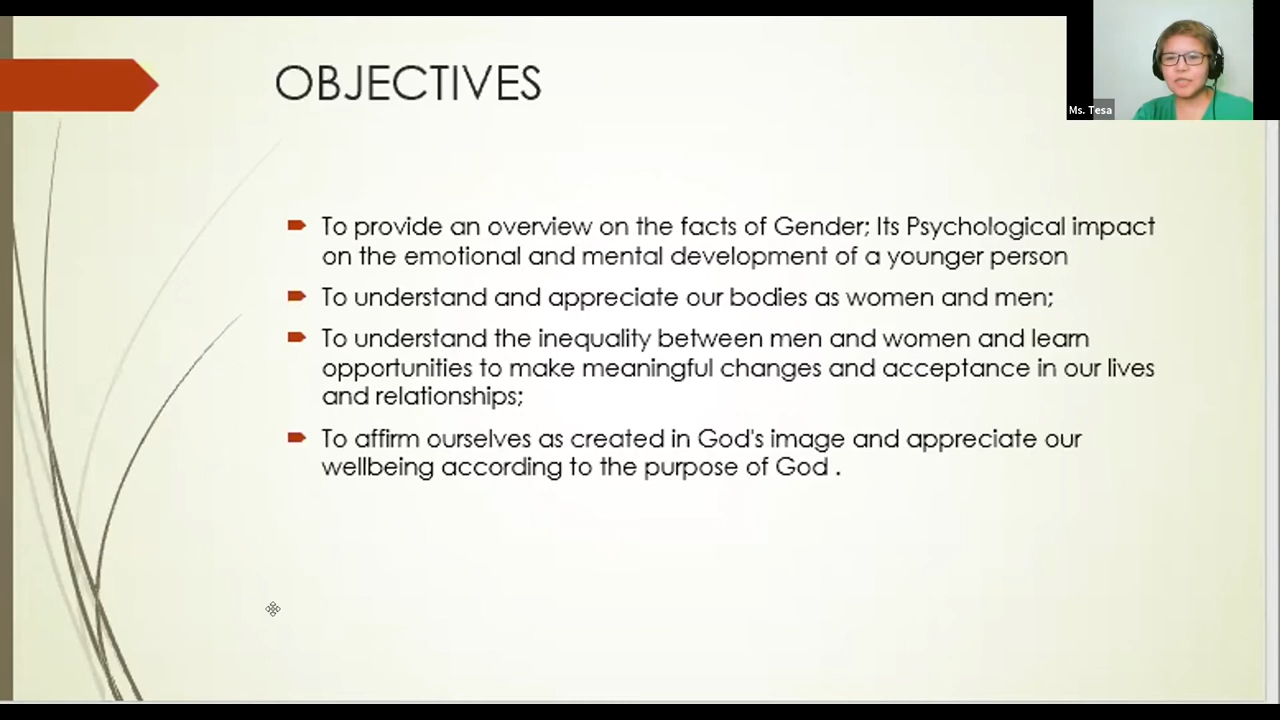 OBJECTIVES
Ms. Tesa
To provide an overview on the facts of Gender; Its Psychological impact
on the emotional and mental development of a younger person
To understand and appreciate our bodies as women and men;
To understand the inequality between men and women and learn
opportunities to make meaningful changes and acceptance in our lives
and relationships;
To affirm ourselves as created in God's image and appreciate our
wellbeing according to the purpose of God .